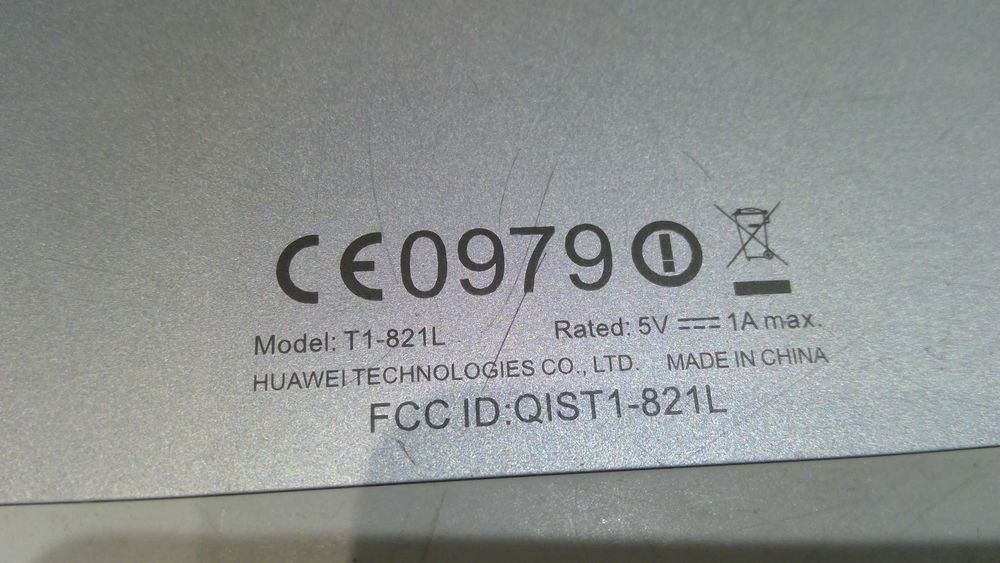 CE0979
Model: T1-821L Rated: 5V ⎓ 1A max.
HUAWEI TECHNOLOGIES CO., LTD. MADE IN CHINA
FCC ID:QIST1-821L